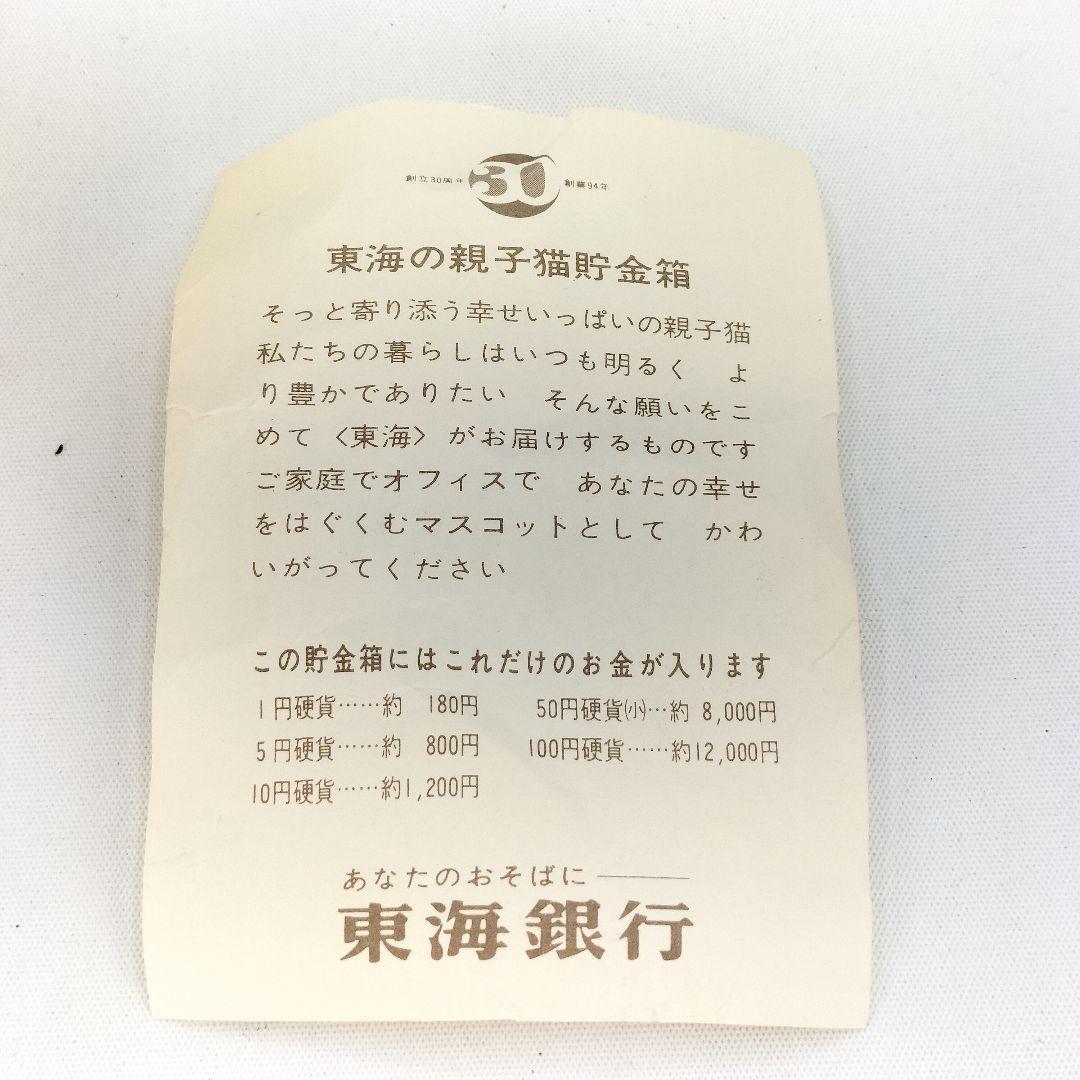 創立30周年 30 創業94年
東海の親子猫貯金箱
そっと寄り添う幸せいっぱいの親子猫
私たちの暮らしはいつも明るく　よ
り豊かでありたい　そんな願いをこ
めて〈東海〉がお届けするものです
ご家庭でオフィスで　あなたの幸せ
をはぐくむマスコットとして　かわ
いがってください
この貯金箱にはこれだけのお金が入ります
1円硬貨……約 180円　50円硬貨(小)…約 8,000円
5円硬貨……約 800円　100円硬貨……約12,000円
10円硬貨……約1,200円
あなたのおそばに――
東海銀行